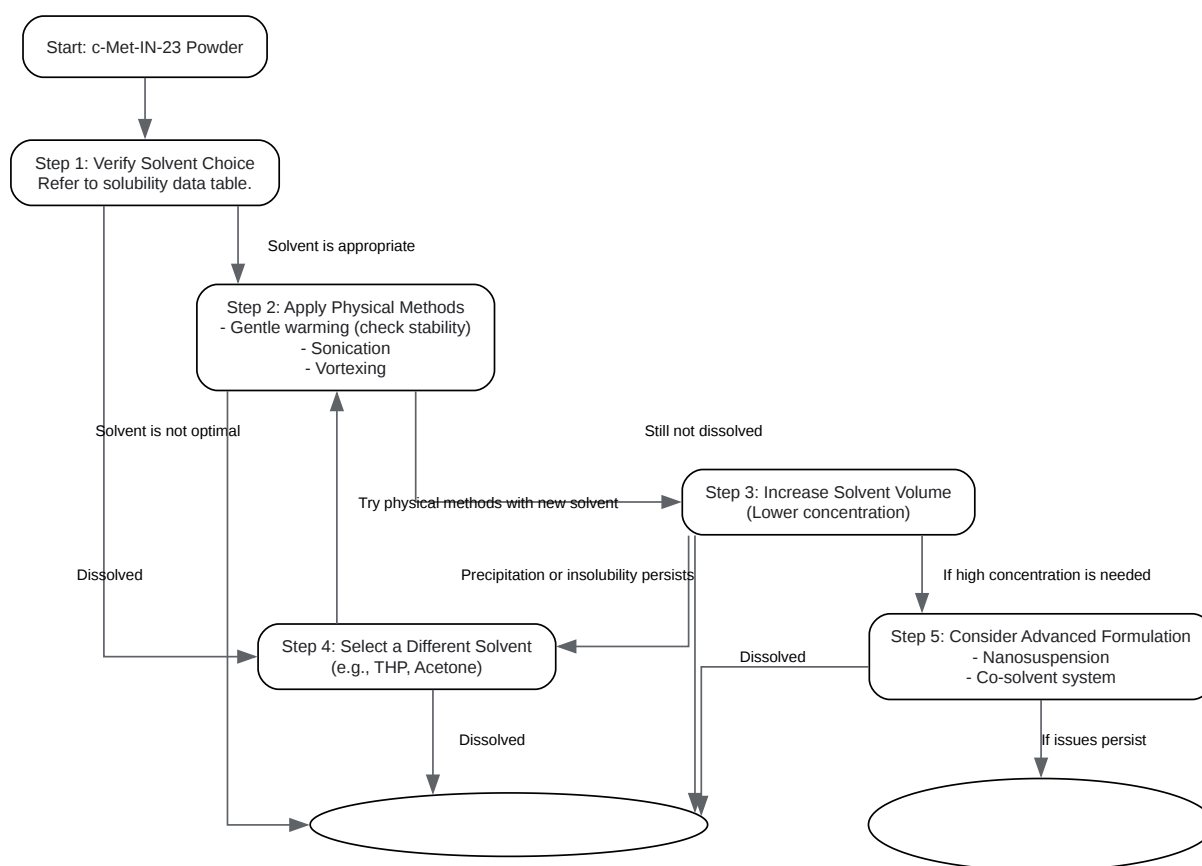 Start: c-Met-IN-23 Powder
Step 1: Verify Solvent Choice
Refer to solubility data table.
Solvent is appropriate
Step 2: Apply Physical Methods
- Gentle warming (check stability)
- Sonication
- Vortexing
Solvent is not optimal
Still not dissolved
Step 3: Increase Solvent Volume
(Lower concentration)
Try physical methods with new solvent
Dissolved
Precipitation or insolubility persists
If high concentration is needed
Step 4: Select a Different Solvent
(e.g., THP, Acetone)
Step 5: Consider Advanced Formulation
- Nanosuspension
- Co-solvent system
Dissolved
Dissolved
If issues persist